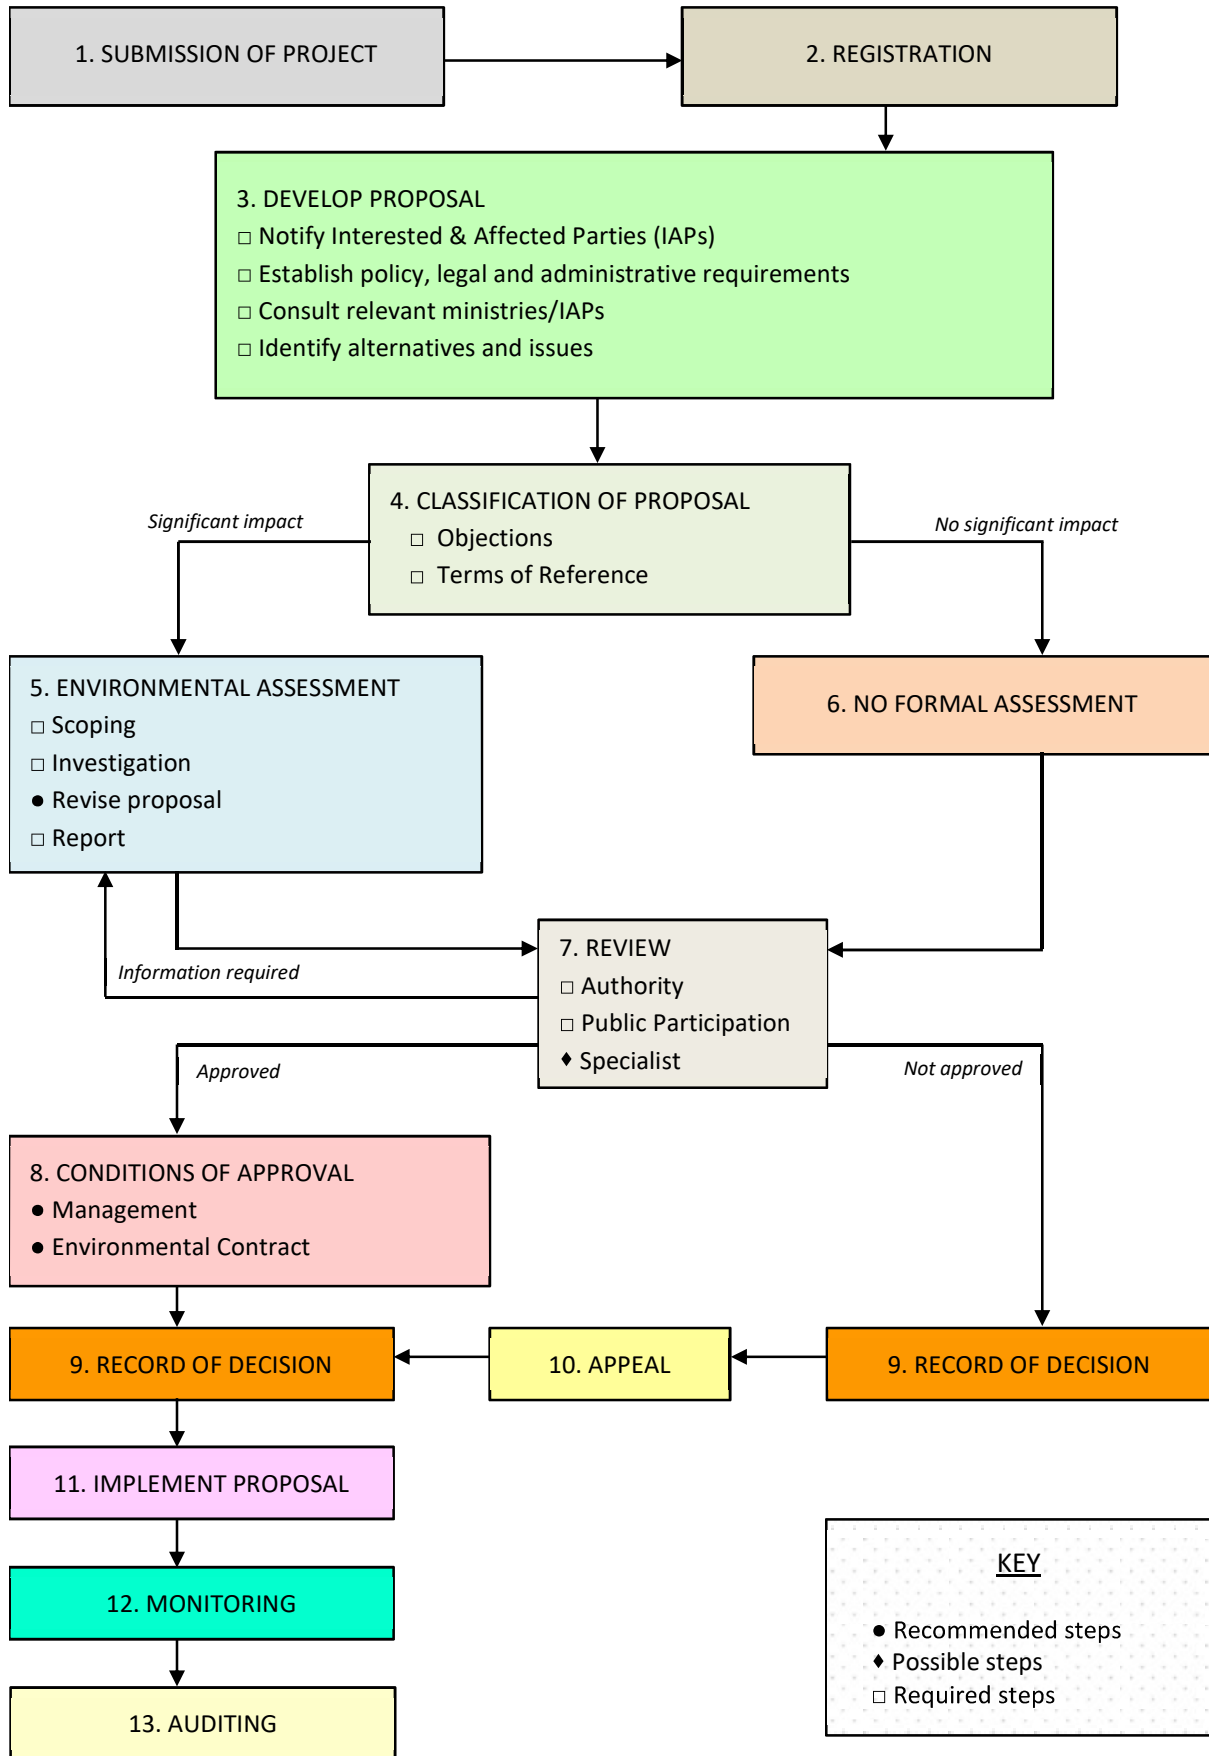 1. SUBMISSION OF PROJECT
2. REGISTRATION
3. DEVELOP PROPOSAL
□ Notify Interested & Affected Parties (IAPs)
□ Establish policy, legal and administrative requirements
□ Consult relevant ministries/IAPs
□ Identify alternatives and issues
4. CLASSIFICATION OF PROPOSAL
□ Objections
□ Terms of Reference
Significant impact
No significant impact
5. ENVIRONMENTAL ASSESSMENT
□ Scoping
□ Investigation
● Revise proposal
□ Report
6. NO FORMAL ASSESSMENT
7. REVIEW
□ Authority
□ Public Participation
♦ Specialist
Information required
Approved
Not approved
8. CONDITIONS OF APPROVAL
● Management
● Environmental Contract
9. RECORD OF DECISION
10. APPEAL
9. RECORD OF DECISION
11. IMPLEMENT PROPOSAL
12. MONITORING
13. AUDITING
KEY
● Recommended steps
♦ Possible steps
□ Required steps